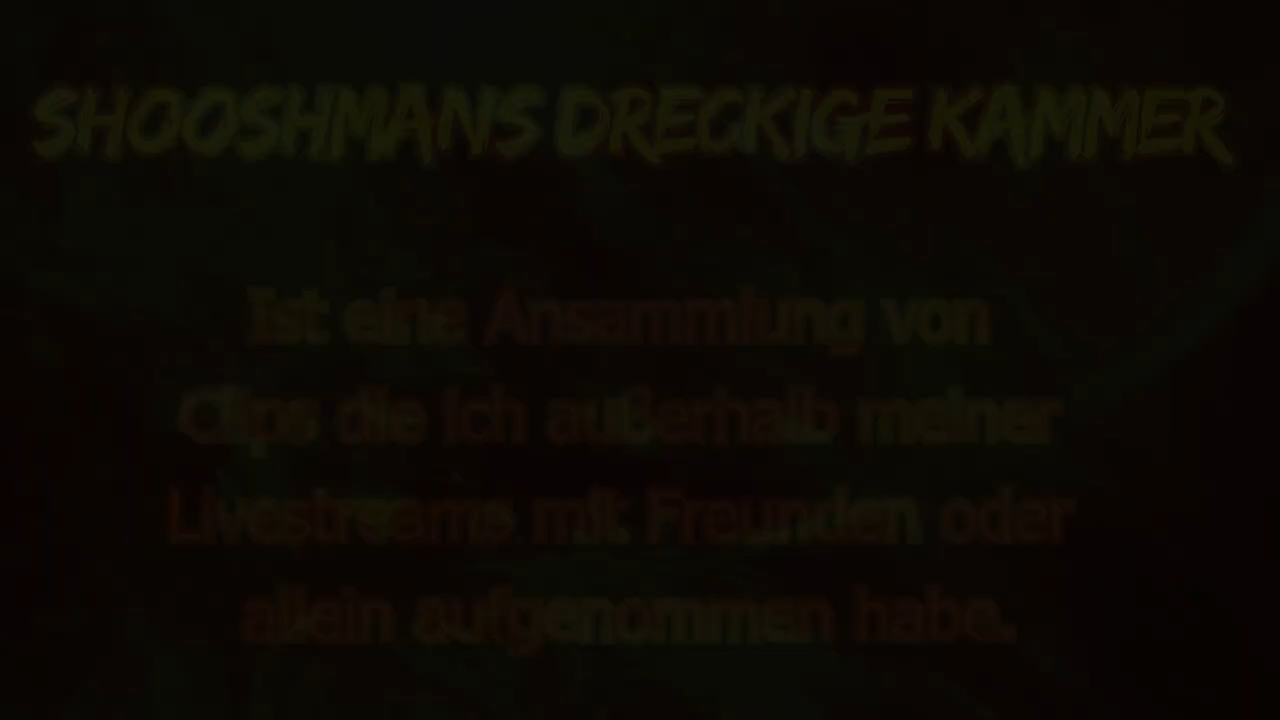 SHOOSHMANS DRECKIGE KAMMER
Ist eine Ansammlung von
Clips die ich außerhalb meiner
Livestreams mit Freunden oder
allein aufgenommen habe.